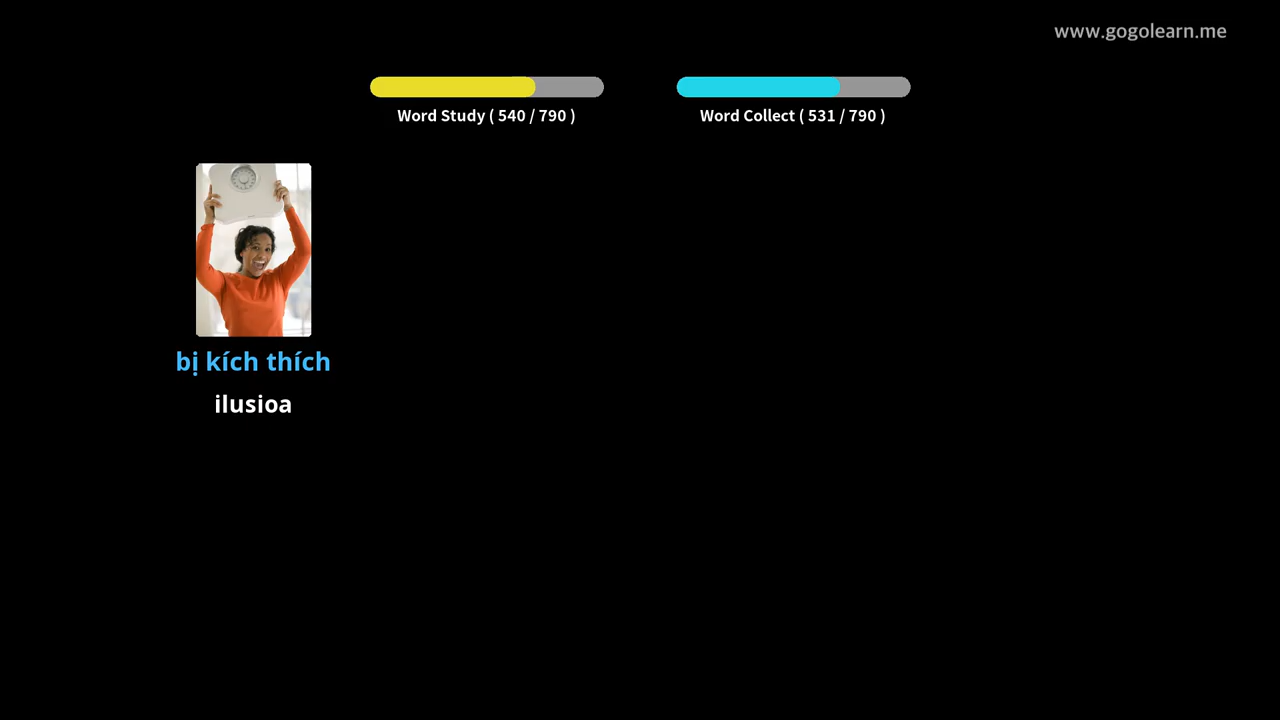 www.gogolearn.me
Word Study ( 540 / 790 )
Word Collect ( 531 / 790 )
bị kích thích
ilusioa